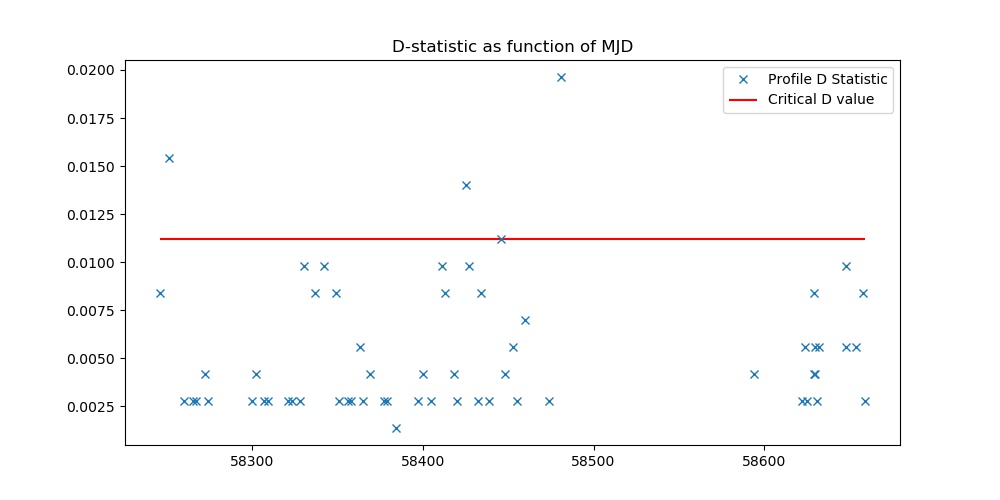 D-statistic as function of MJD
Profile D Statistic
Critical D value
0.0200
0.0175
0.0150
0.0125
0.0100
0.0075
0.0050
0.0025
58300 58400 58500 58600